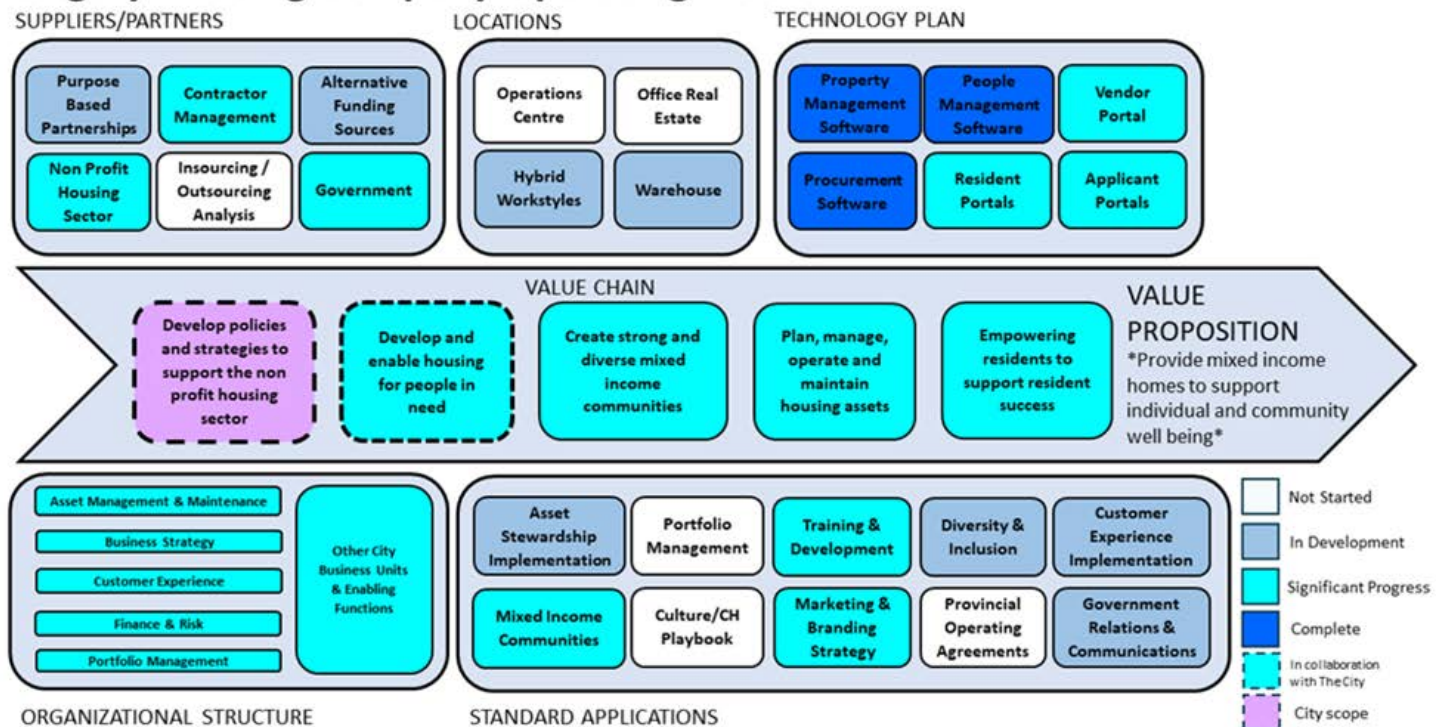 SUPPLIERS/PARTNERS
LOCATIONS
TECHNOLOGY PLAN
Purpose
Based
Partnerships
Contractor
Management
Alternative
Funding
Sources
Non Profit
Housing
Sector
Insourcing /
Outsourcing
Analysis
Government
Operations
Centre
Office Real
Estate
Hybrid
Workstyles
Warehouse
Property
Management
Software
People
Management
Software
Vendor
Portal
Procurement
Software
Resident
Portals
Applicant
Portals
VALUE CHAIN
Develop policies
and strategies to
support the non
profit housing
sector
Develop and
enable housing
for people in
need
Create strong and
diverse mixed
income
communities
Plan, manage,
operate and
maintain
housing assets
Empowering
residents to
support resident
success
VALUE
PROPOSITION
*Provide mixed income
homes to support
individual and community
well being*
Asset Management & Maintenance
Business Strategy
Customer Experience
Finance & Risk
Portfolio Management
Other City
Business Units
& Enabling
Functions
Asset
Stewardship
Implementation
Portfolio
Management
Training &
Development
Diversity &
Inclusion
Customer
Experience
Implementation
Mixed Income
Communities
Culture/CH
Playbook
Marketing &
Branding
Strategy
Provincial
Operating
Agreements
Government
Relations &
Communications
Not Started
In Development
Significant Progress
Complete
In collaboration
with The City
City scope
ORGANIZATIONAL STRUCTURE
STANDARD APPLICATIONS